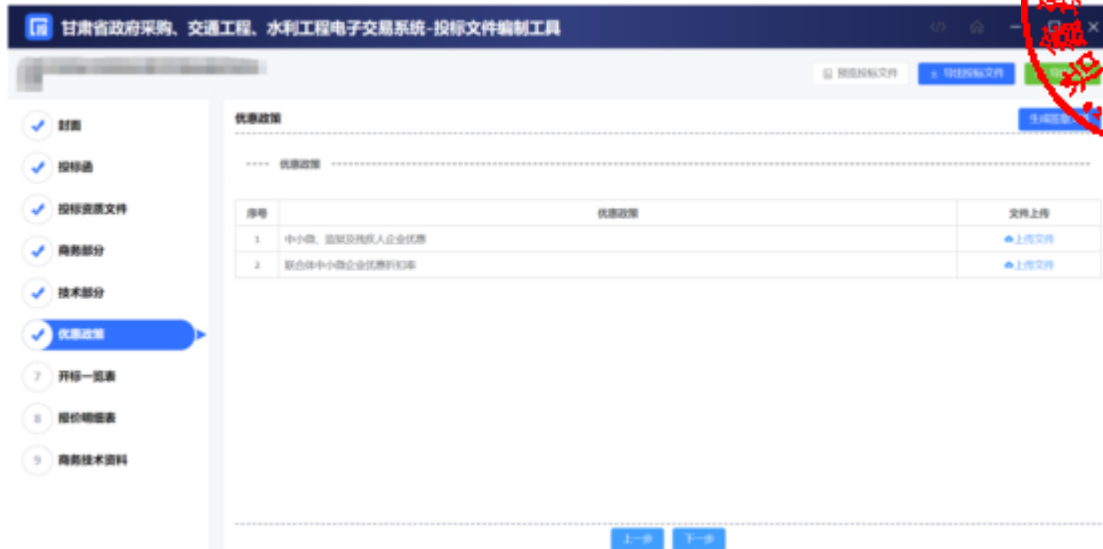 甘肃省政府采购、交通工程、水利工程电子交易系统-投标文件编制工具
预览投标文件
导出投标文件
封面
投标函
投标资质文件
商务部分
技术部分
优惠政策
7 开标一览表
8 报价明细表
9 商务技术资料
优惠政策
优惠政策
序号 优惠政策 文件上传
1 中小微、监狱及残疾人企业优惠 上传文件
2 联合体中小微企业优惠折扣率 上传文件
上一步 下一步